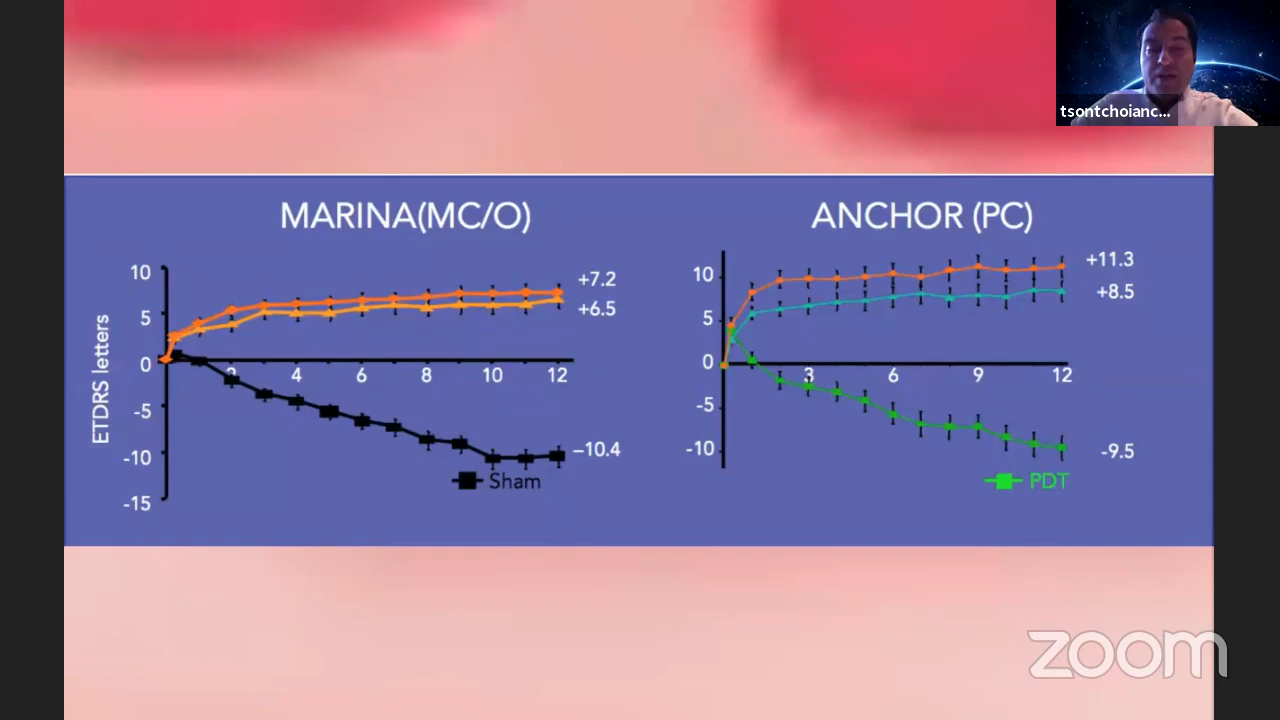 tsontchoianc...
MARINA(MC/O)
ETDRS letters
10
5
0
-5
-10
-15
2 4 6 8 10 12
+7.2
+6.5
–10.4
Sham
ANCHOR (PC)
10
5
0
-5
-10
3 6 9 12
+11.3
+8.5
-9.5
PDT
zoom